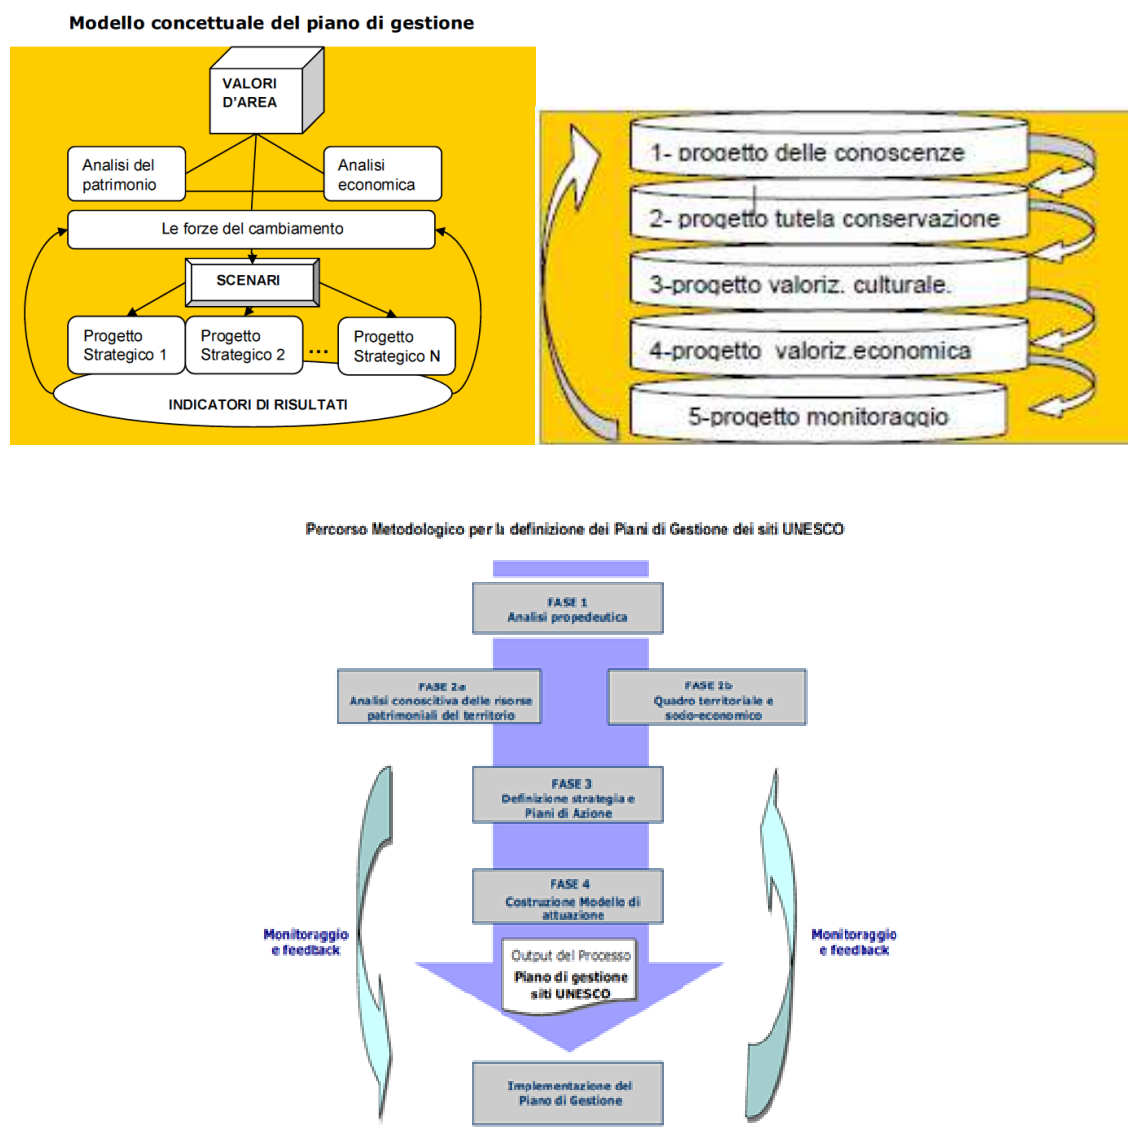 Modello concettuale del piano di gestione
VALORI
D'AREA
Analisi del
patrimonio
Analisi
economica
Le forze del cambiamento
SCENARI
Progetto
Strategico 1
Progetto
Strategico 2
...
Progetto
Strategico N
INDICATORI DI RISULTATI
1- progetto delle conoscenze
2- progetto tutela conservazione
3-progetto valoriz. culturale.
4-progetto valoriz.economica
5-progetto monitoraggio
Percorso Metodologico per la definizione dei Piani di Gestione dei siti UNESCO
FASE 1
Analisi propedeutica
FASE 2a
Analisi conoscitiva delle risorse
patrimoniali del territorio
FASE 2b
Quadro territoriale e
socio-economico
FASE 3
Definizione strategia e
Piani di Azione
FASE 4
Costruzione Modello di
attuazione
Monitoraggio
e feedback
Output del Processo
Piano di gestione
siti UNESCO
Monitoraggio
e feedback
Implementazione del
Piano di Gestione